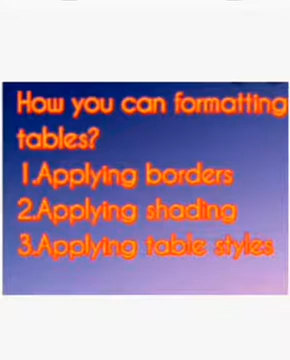 How you can formatting
tables?
1.Applying borders
2.Applying shading
3.Applying table styles